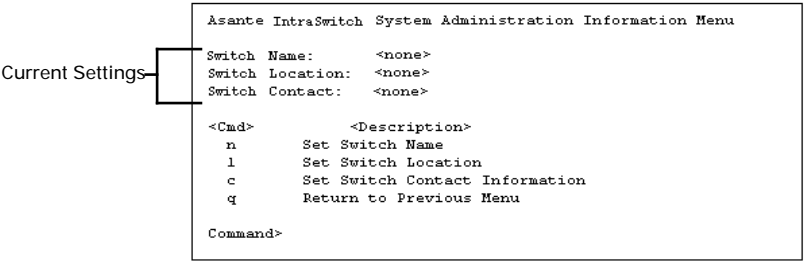 Asante IntraSwitch System Administration Information Menu
Switch Name: <none>
Switch Location: <none>
Switch Contact: <none>
Current Settings
<Cmd> <Description>
n Set Switch Name
l Set Switch Location
c Set Switch Contact Information
q Return to Previous Menu
Command>